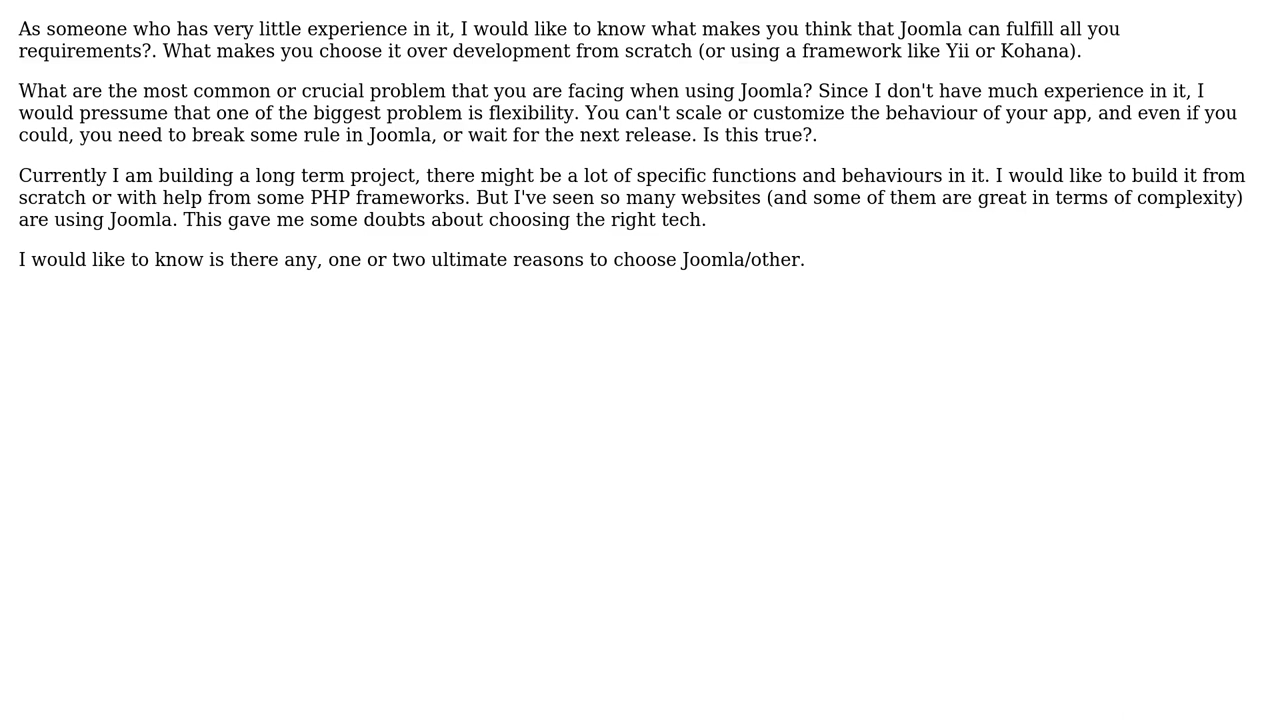 As someone who has very little experience in it, I would like to know what makes you think that Joomla can fulfill all you
requirements?. What makes you choose it over development from scratch (or using a framework like Yii or Kohana).
What are the most common or crucial problem that you are facing when using Joomla? Since I don't have much experience in it, I
would pressume that one of the biggest problem is flexibility. You can't scale or customize the behaviour of your app, and even if you
could, you need to break some rule in Joomla, or wait for the next release. Is this true?.
Currently I am building a long term project, there might be a lot of specific functions and behaviours in it. I would like to build it from
scratch or with help from some PHP frameworks. But I've seen so many websites (and some of them are great in terms of complexity)
are using Joomla. This gave me some doubts about choosing the right tech.
I would like to know is there any, one or two ultimate reasons to choose Joomla/other.